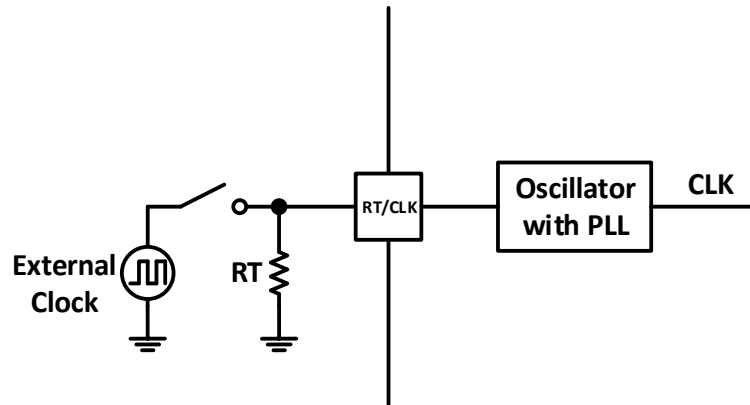 External
Clock
RT
RT/CLK
Oscillator
with PLL
CLK